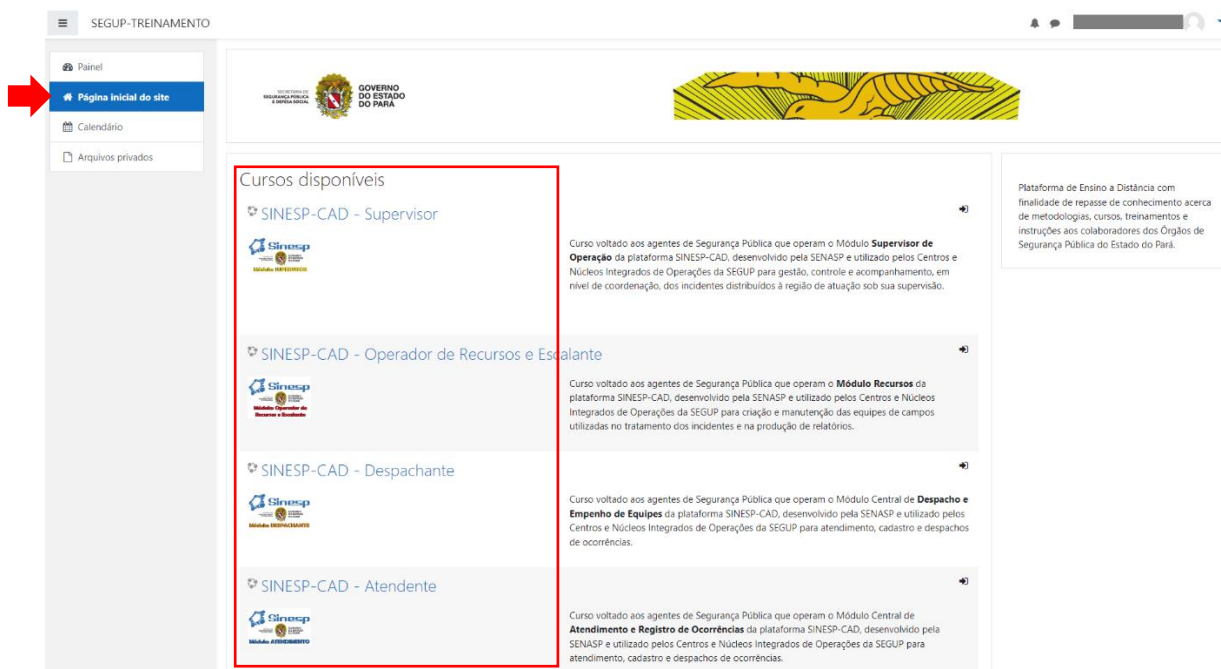 SEGUP-TREINAMENTO
Painel
Página inicial do site
Calendário
Arquivos privados
SECRETARIA DE
SEGURANÇA PÚBLICA
E DEFESA SOCIAL
GOVERNO
DO ESTADO
DO PARÁ
Cursos disponíveis
SINESP-CAD - Supervisor
Sinesp
Módulo SUPERVISOR
Curso voltado aos agentes de Segurança Pública que operam o Módulo Supervisor de
Operação da plataforma SINESP-CAD, desenvolvido pela SENASP e utilizado pelos Centros e
Núcleos Integrados de Operações da SEGUP para gestão, controle e acompanhamento, em
nível de coordenação, dos incidentes distribuídos à região de atuação sob sua supervisão.
SINESP-CAD - Operador de Recursos e Escalante
Sinesp
Módulo Operador de
Recursos e Escalante
Curso voltado aos agentes de Segurança Pública que operam o Módulo Recursos da
plataforma SINESP-CAD, desenvolvido pela SENASP e utilizado pelos Centros e Núcleos
Integrados de Operações da SEGUP para criação e manutenção das equipes de campos
utilizadas no tratamento dos incidentes e na produção de relatórios.
SINESP-CAD - Despachante
Sinesp
Módulo DESPACHANTE
Curso voltado aos agentes de Segurança Pública que operam o Módulo Central de Despacho e
Empenho de Equipes da plataforma SINESP-CAD, desenvolvido pela SENASP e utilizado pelos
Centros e Núcleos Integrados de Operações da SEGUP para atendimento, cadastro e despachos
de ocorrências.
SINESP-CAD - Atendente
Sinesp
Módulo ATENDIMENTO
Curso voltado aos agentes de Segurança Pública que operam o Módulo Central de
Atendimento e Registro de Ocorrências da plataforma SINESP-CAD, desenvolvido pela
SENASP e utilizado pelos Centros e Núcleos Integrados de Operações da SEGUP para
atendimento, cadastro e despachos de ocorrências.
Plataforma de Ensino a Distância com
finalidade de repasse de conhecimento acerca
de metodologias, cursos, treinamentos e
instruções aos colaboradores dos Órgãos de
Segurança Pública do Estado do Pará.